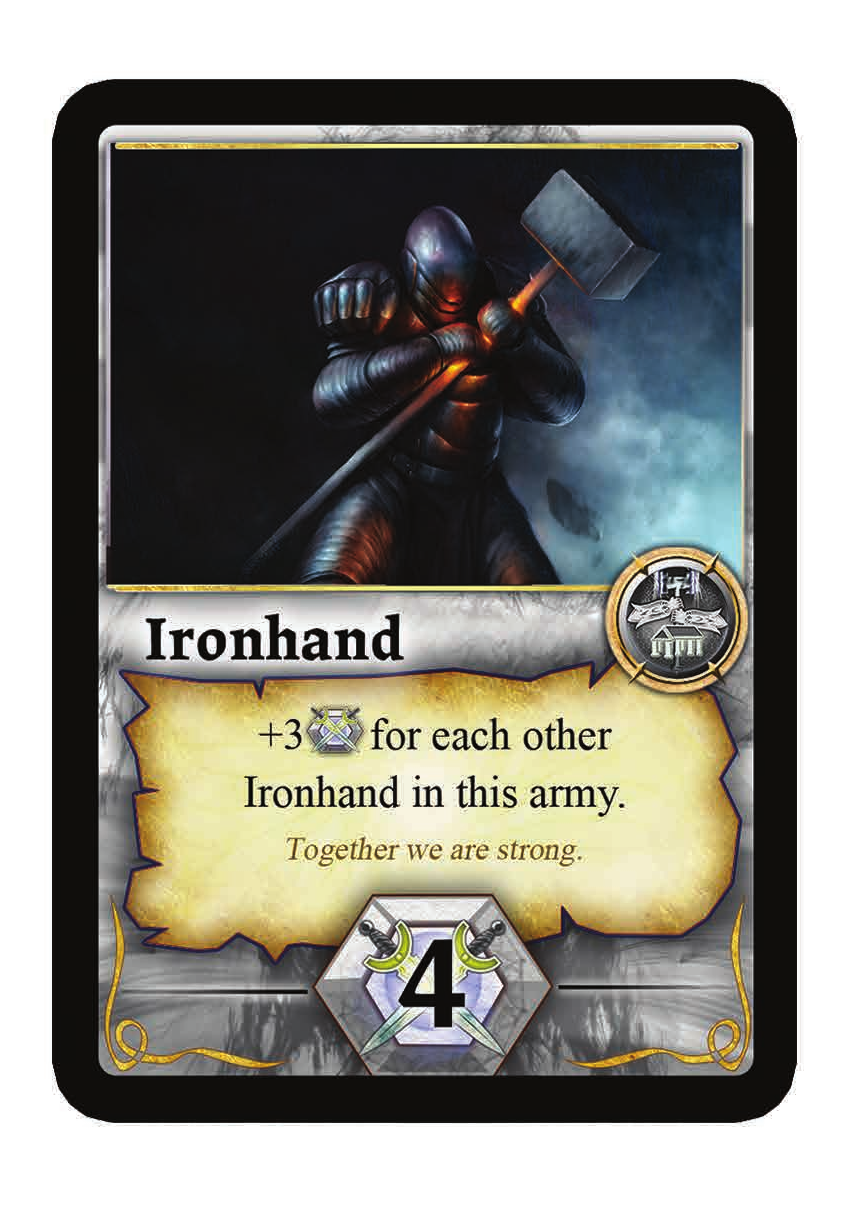 Ironhand
+3 for each other
Ironhand in this army.
Together we are strong.
4